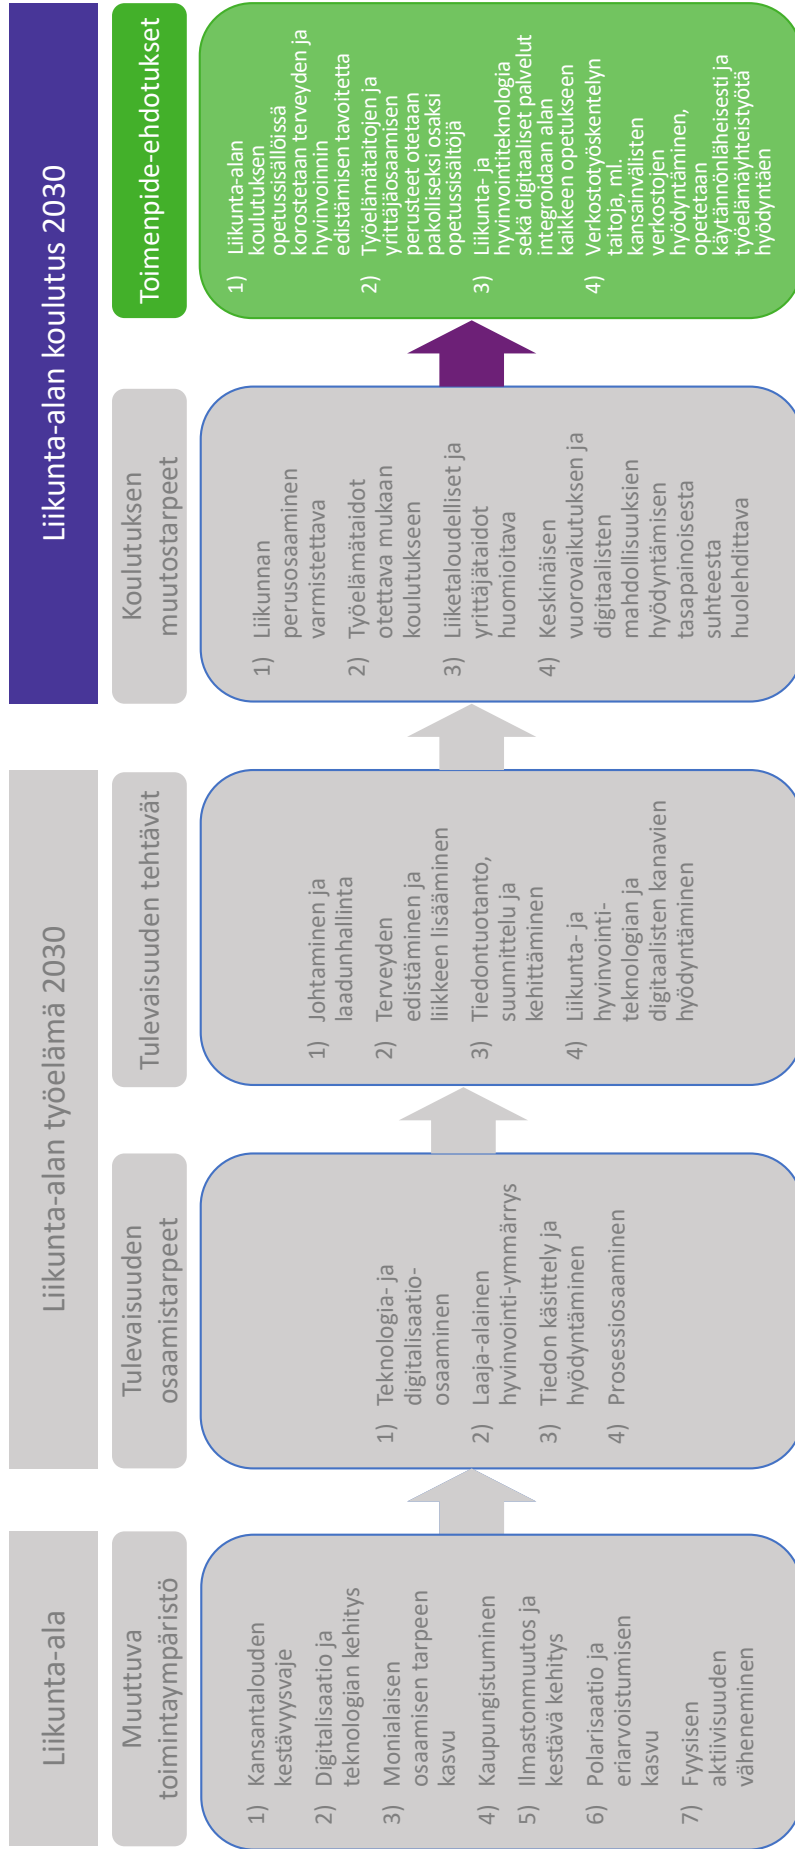 Liikunta-ala
Muuttuva
toimintaympäristö
1) Kansantalouden
kestävyysvaje
2) Digitalisaatio ja
teknologian kehitys
3) Monialaisen
osaamisen tarpeen
kasvu
4) Kaupungistuminen
5) Ilmastonmuutos ja
kestävä kehitys
6) Polarisaatio ja
eriarvoistumisen
kasvu
7) Fyysisen
aktiivisuuden
väheneminen
Liikunta-alan työelämä 2030
Tulevaisuuden
osaamistarpeet
1) Teknologia- ja
digitalisaatio-
osaaminen
2) Laaja-alainen
hyvinvointi-ymmärrys
3) Tiedon käsittely ja
hyödyntäminen
4) Prosessiosaaminen
Tulevaisuuden tehtävät
1) Johtaminen ja
laadunhallinta
2) Terveyden
edistäminen ja
liikkeen lisääminen
3) Tiedontuotanto,
suunnittelu ja
kehittäminen
4) Liikunta- ja
hyvinvointi-
teknologian ja
digitaalisten kanavien
hyödyntäminen
Liikunta-alan koulutus 2030
Koulutuksen
muutostarpeet
1) Liikunnan
perusosaaminen
varmistettava
2) Työelämätaidot
otettava mukaan
koulutukseen
3) Liiketaloudelliset ja
yrittäjätaidot
huomioitava
4) Keskinäisen
vuorovaikutuksen ja
digitaalisten
mahdollisuuksien
hyödyntämisen
tasapainoisesta
suhteesta
huolehdittava
Toimenpide-ehdotukset
1) Liikunta-alan
koulutuksen
opetussisällöissä
korostetaan terveyden ja
hyvinvoinnin
edistämisen tavoitetta
2) Työelämätaitojen ja
yrittäjäosaamisen
perusteet otetaan
pakolliseksi osaksi
opetussisältöjä
3) Liikunta- ja
hyvinvointiteknologia
sekä digitaaliset palvelut
integroidaan alan
kaikkeen opetukseen
4) Verkostotyöskentelyn
taitoja, ml.
kansainvälisten
verkostojen
hyödyntäminen,
opetetaan
käytännönläheisesti ja
työelämäyhteistyötä
hyödyntäen